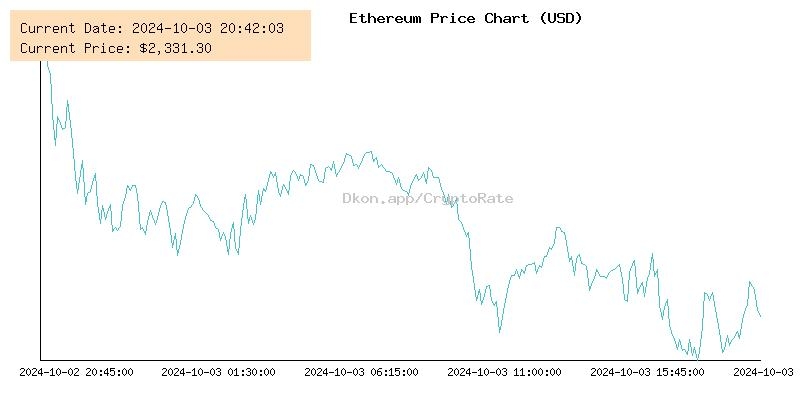 Ethereum Price Chart (USD)
Current Date: 2024-10-03 20:42:03
Current Price: $2,331.30
Dkon.app/CryptoRate
2024-10-02 20:45:00 2024-10-03 01:30:00 2024-10-03 06:15:00 2024-10-03 11:00:00 2024-10-03 15:45:00 2024-10-03